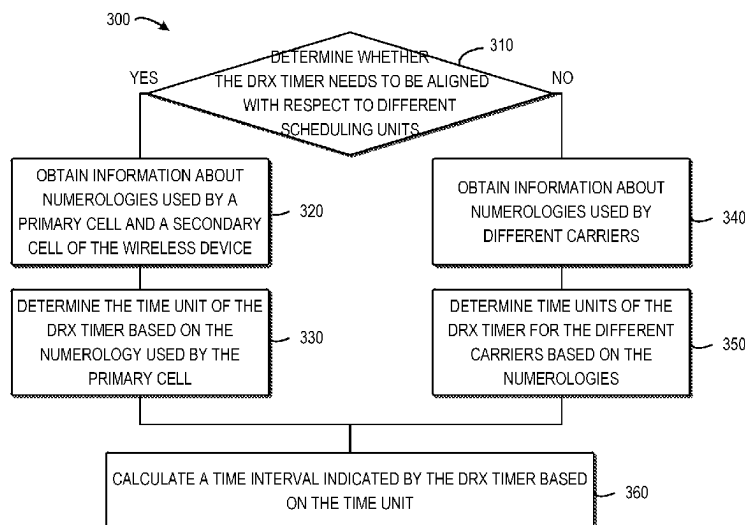 300
310
DETERMINE WHETHER
THE DRX TIMER NEEDS TO BE ALIGNED
WITH RESPECT TO DIFFERENT
SCHEDULING UNITS
YES
NO
OBTAIN INFORMATION ABOUT
NUMEROLOGIES USED BY A
PRIMARY CELL AND A SECONDARY
CELL OF THE WIRELESS DEVICE
320
OBTAIN INFORMATION ABOUT
NUMEROLOGIES USED BY
DIFFERENT CARRIERS
340
DETERMINE THE TIME UNIT OF THE
DRX TIMER BASED ON THE
NUMEROLOGY USED BY THE
PRIMARY CELL
330
DETERMINE TIME UNITS OF THE
DRX TIMER FOR THE DIFFERENT
CARRIERS BASED ON THE
NUMEROLOGIES
350
CALCULATE A TIME INTERVAL INDICATED BY THE DRX TIMER BASED
ON THE TIME UNIT
360